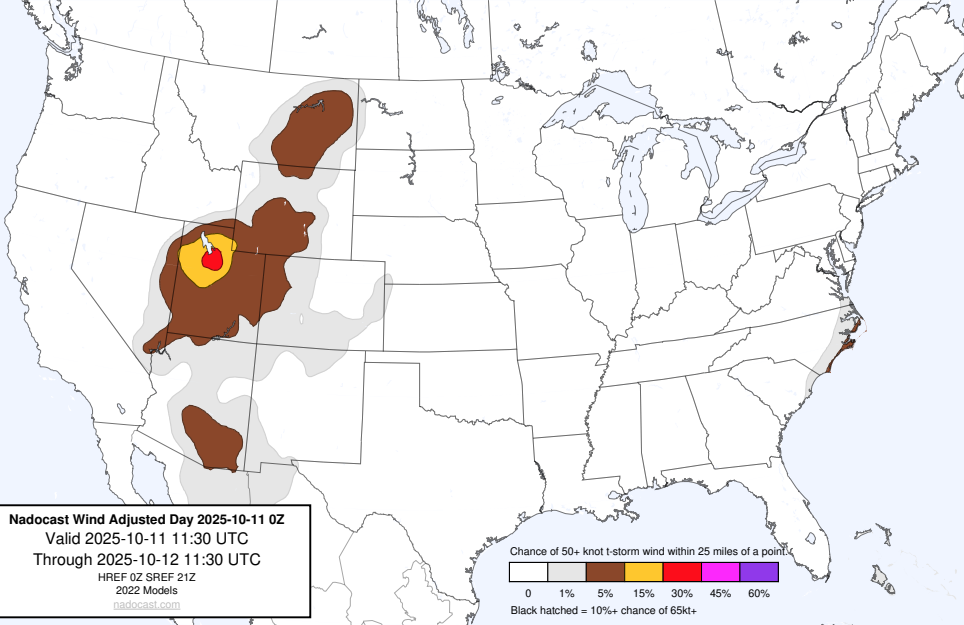 Nadocast Wind Adjusted Day 2025-10-11 0Z
Valid 2025-10-11 11:30 UTC
Through 2025-10-12 11:30 UTC
HREF 0Z SREF 21Z
2022 Models
nadocast.com
Chance of 50+ knot t-storm wind within 25 miles of a point.
0 1% 5% 15% 30% 45% 60%
Black hatched = 10%+ chance of 65kt+